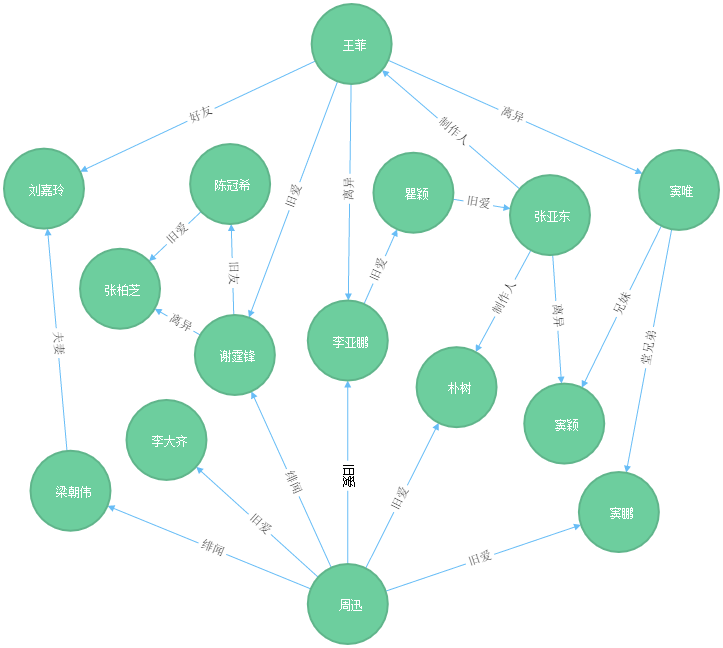 王菲
好友
离异
制作人
旧爱
离异
陈冠希
刘嘉玲
瞿颖
旧爱
张亚东
窦唯
旧爱
旧友
旧爱
张柏芝
离异
制作人
离异
兄妹
夫妻
谢霆锋
李亚鹏
堂兄弟
朴树
李大齐
窦颖
梁朝伟
绯闻
旧爱
旧爱
窦鹏
绯闻
旧爱
旧爱
周迅